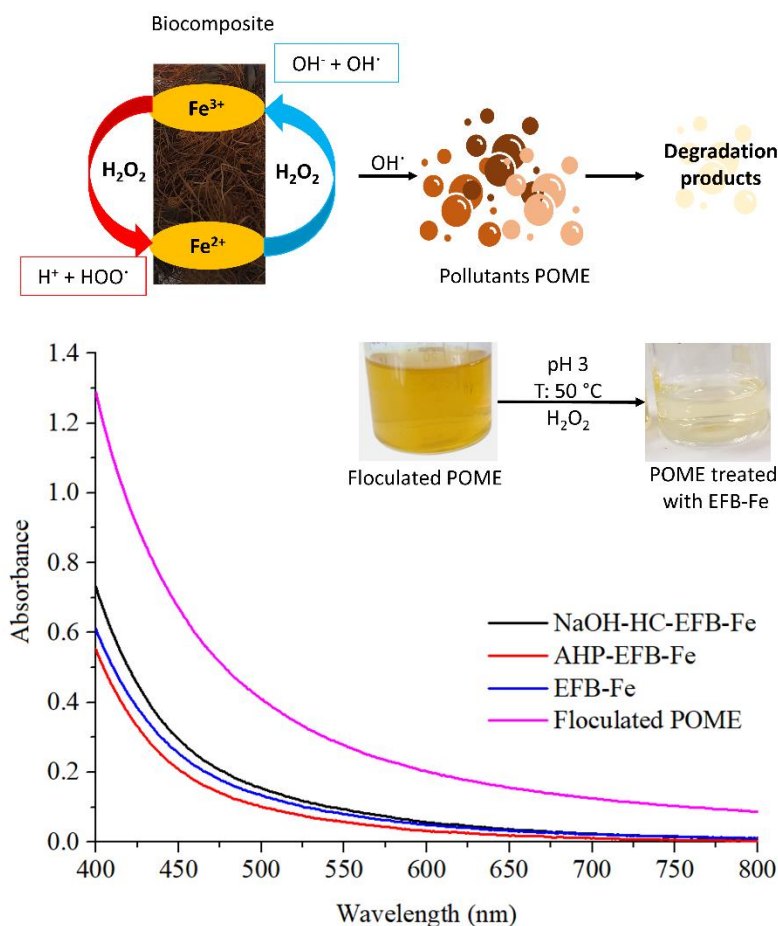 Biocomposite
OH⁻ + OH˙
Fe³⁺
H₂O₂
H₂O₂
OH˙
Degradation
products
Fe²⁺
H⁺ + HOO˙
Pollutants POME
pH 3
T: 50 °C
H₂O₂
Floculated POME
POME treated
with EFB-Fe
Absorbance
1.4
1.2
1.0
0.8
0.6
0.4
0.2
0.0
NaOH-HC-EFB-Fe
AHP-EFB-Fe
EFB-Fe
Floculated POME
400 450 500 550 600 650 700 750 800
Wavelength (nm)